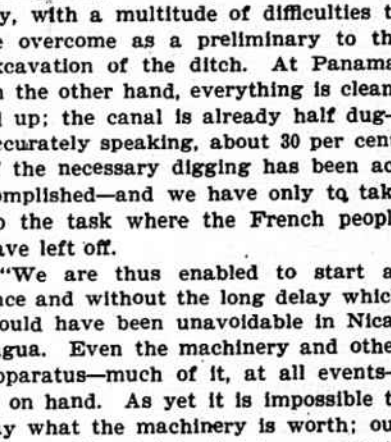 y, with a multitude of difficulties t
e overcome as a preliminary to th
xcavation of the ditch. At Panama
n the other hand, everything is clean
d up; the canal is already half dug—
ccurately speaking, about 30 per cent
f the necessary digging has been ac
omplished—and we have only to tak
p the task where the French peopl
ave left off.
"We are thus enabled to start a
nce and without the long delay whic
ould have been unavoidable in Nica
agua. Even the machinery and othe
pparatus—much of it, at all events—
on hand. As yet it is impossible t
ay what the machinery is worth; ou